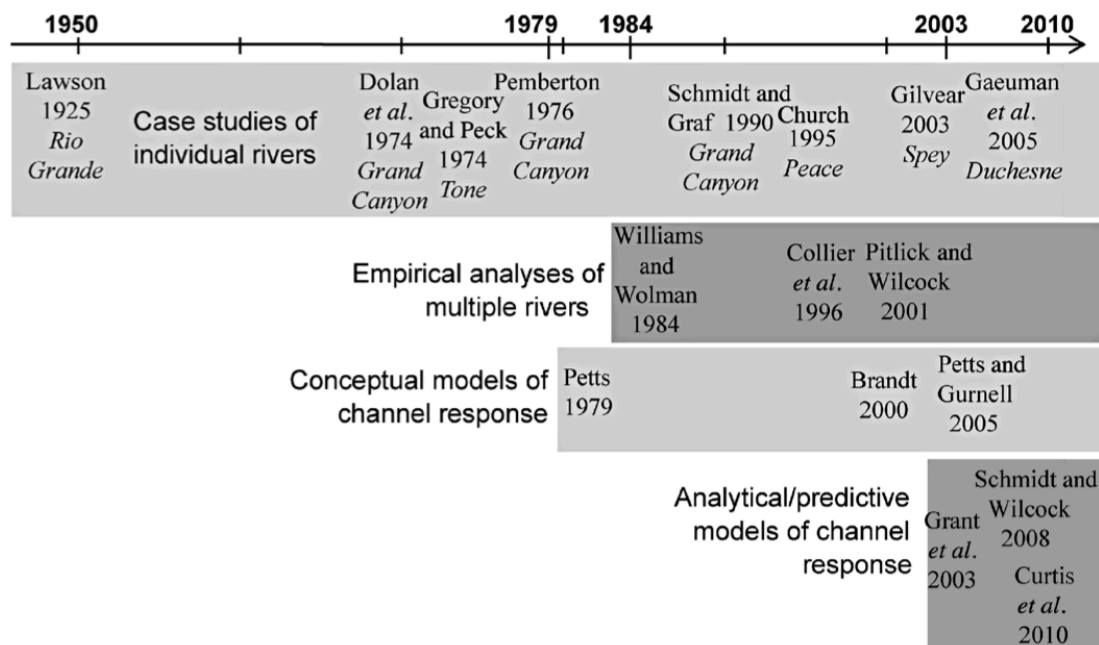 1950 1979 1984 2003 2010
Lawson
1925
Rio
Grande
Case studies of
individual rivers
Dolan
et al.
1974
Grand
Canyon
Gregory
and Peck
1974
Tone
Pemberton
1976
Grand
Canyon
Schmidt and
Graf 1990
Grand
Canyon
Church
1995
Peace
Gilvear
2003
Spey
Gaeuman
et al.
2005
Duchesne
Empirical analyses of
multiple rivers
Williams
and
Wolman
1984
Collier
et al.
1996
Pitlick and
Wilcock
2001
Conceptual models of
channel response
Petts
1979
Brandt
2000
Petts and
Gurnell
2005
Analytical/predictive
models of channel
response
Grant
et al.
2003
Schmidt and
Wilcock
2008
Curtis
et al.
2010